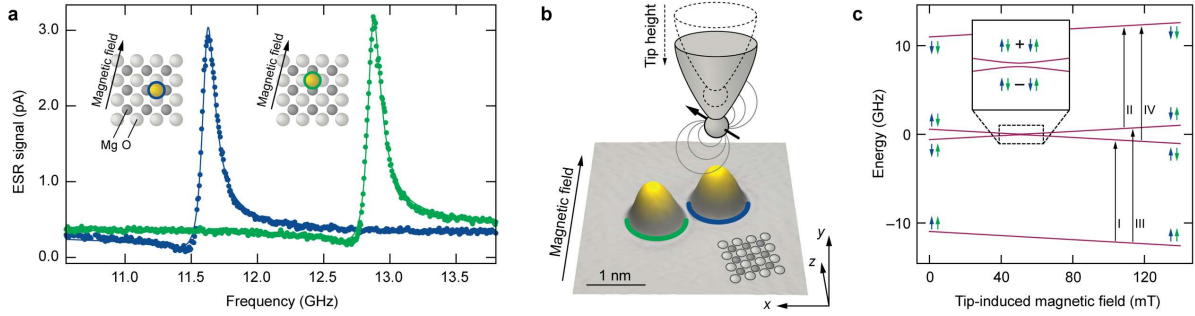 a
ESR signal (pA)
3.0
2.0
1.0
0.0
Magnetic field
Mg O
Magnetic field
11.0
11.5
12.0
12.5
13.0
13.5
Frequency (GHz)
b
Tip height
Magnetic field
1 nm
y
z
x
c
Energy (GHz)
10
0
−10
+
−
II
IV
I
III
0
40
80
120
Tip-induced magnetic field (mT)